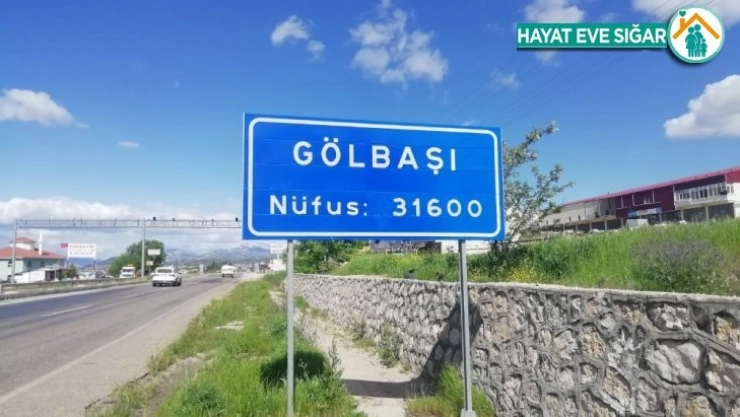 HAYAT EVE SIĞAR
GÖLBAŞI
Nüfus: 31600